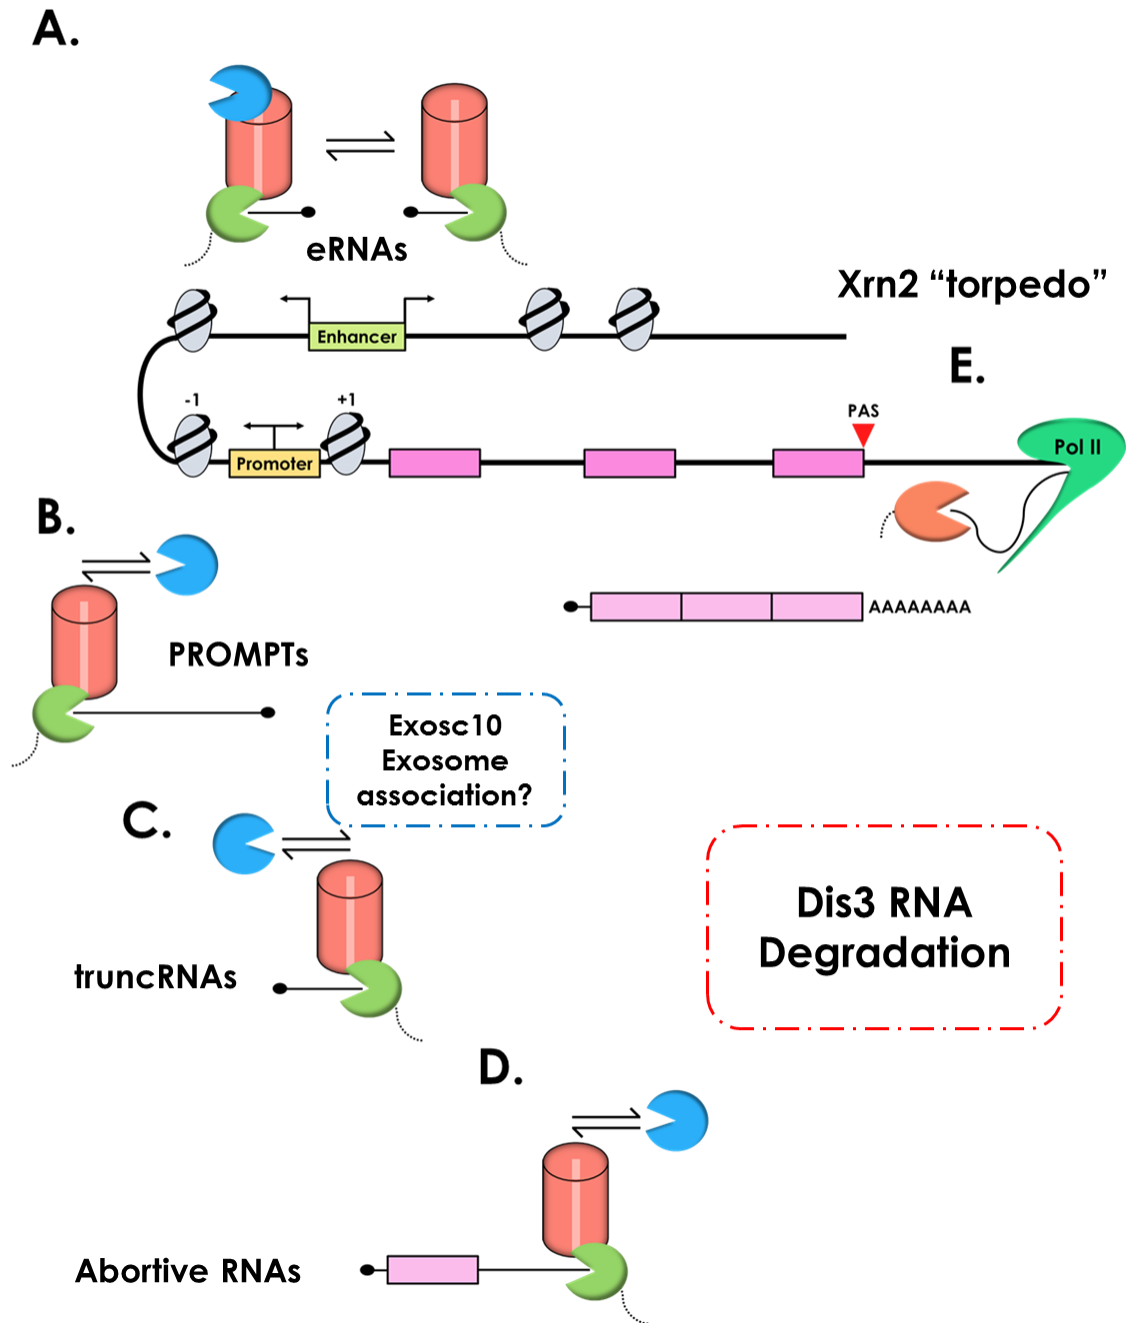 A.
eRNAs
Xrn2 “torpedo”
Enhancer
E.
-1
+1
PAS
Promoter
Pol II
B.
AAAAAAAA
PROMPTs
Exosc10
Exosome
association?
C.
Dis3 RNA
Degradation
truncRNAs
D.
Abortive RNAs